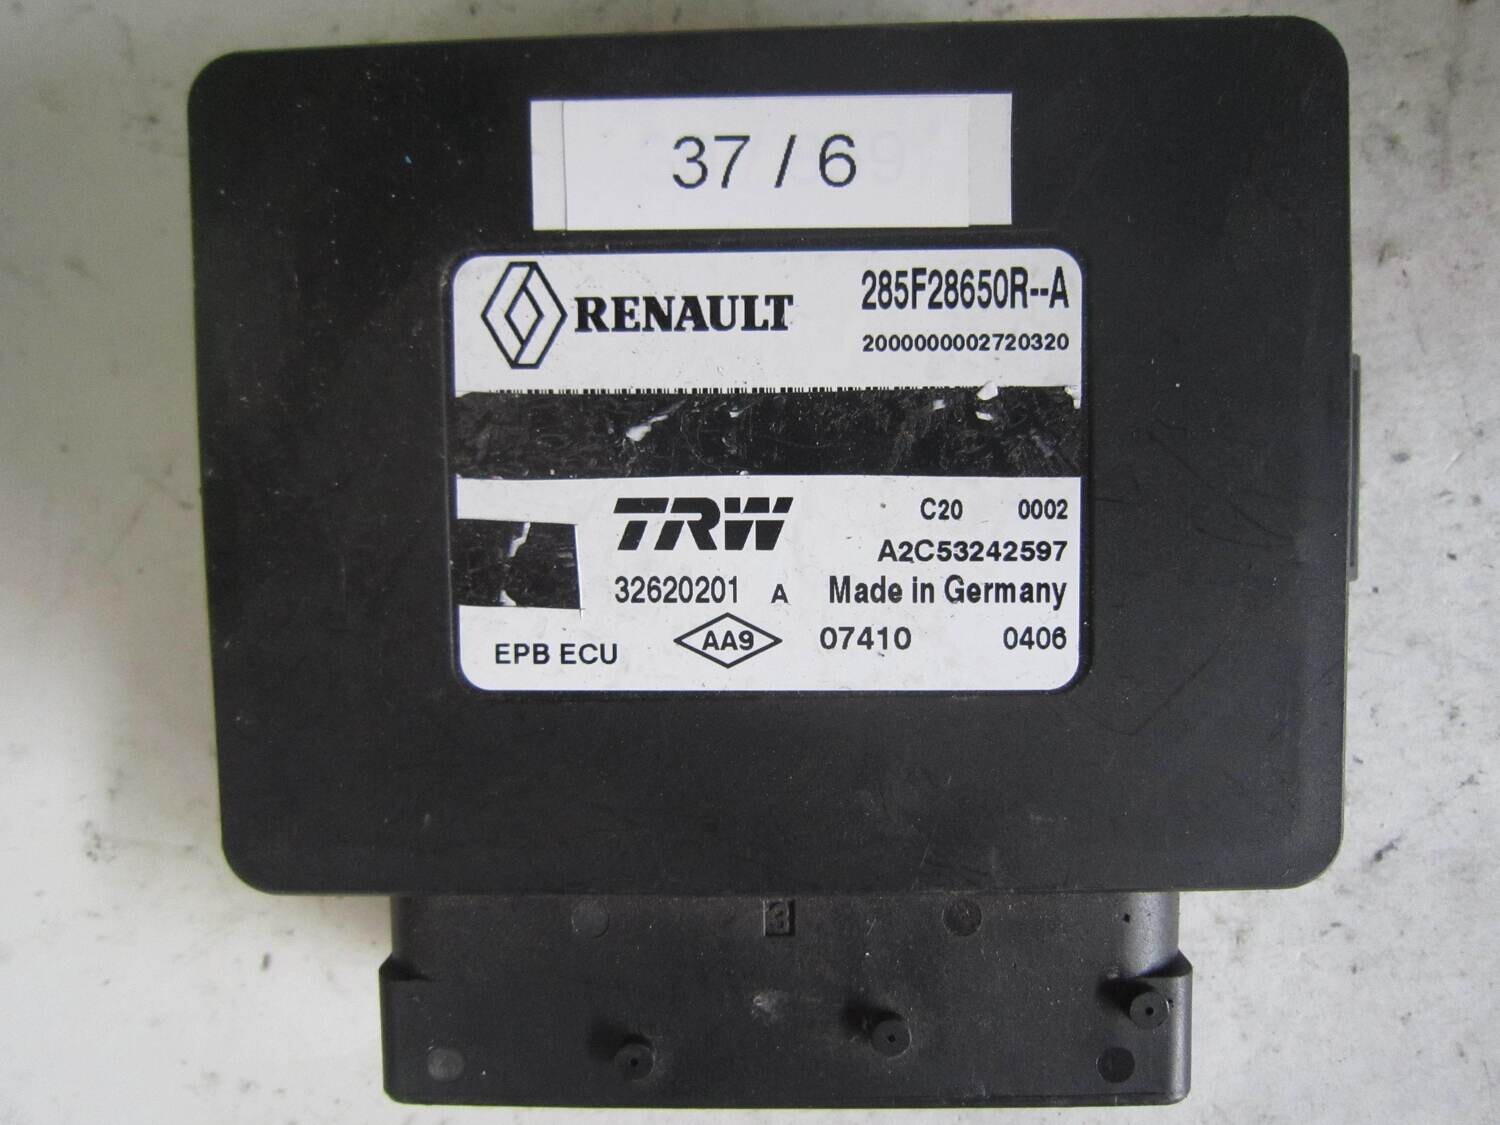 37 / 6
RENAULT
285F28650R--A
2000000002720320
TRW
C20 0002
A2C53242597
32620201 A Made in Germany
EPB ECU AA9 07410 0406
3